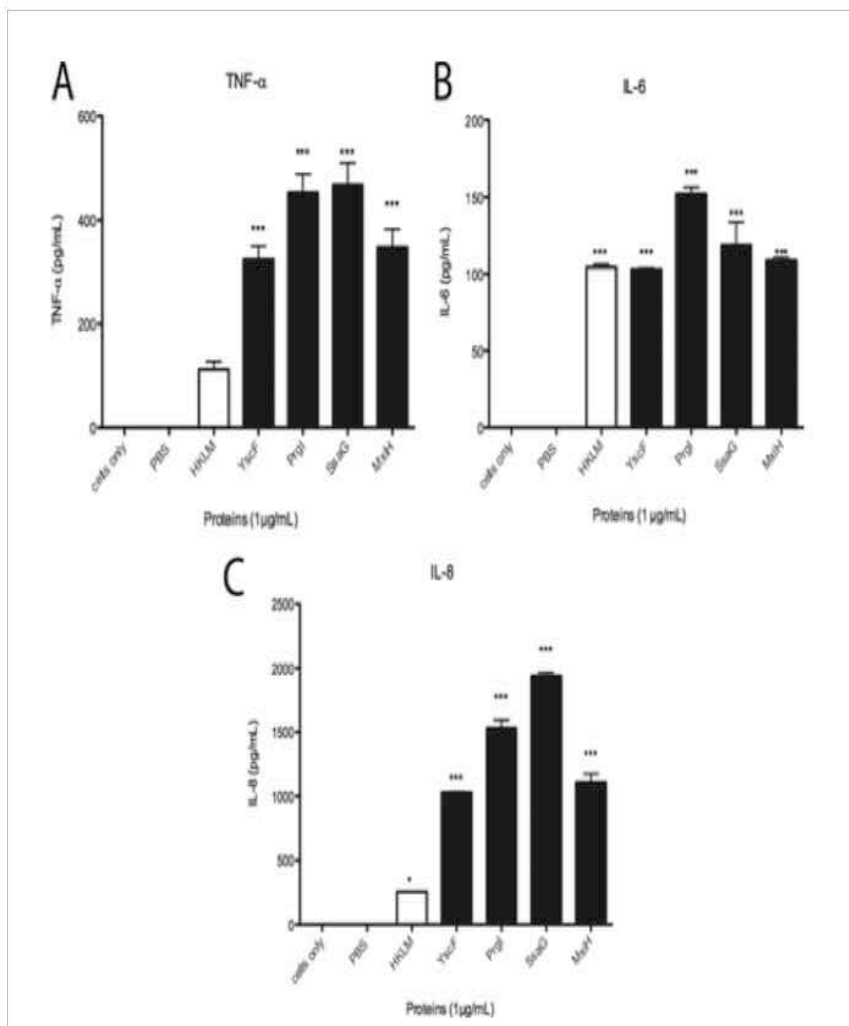 A
TNF-α
TNF-α (pg/mL)
600
400
200
0
***
***
***
***
cells only
PBS
HKLM
YscF
PrgI
SsaG
MxiH
Proteins (1µg/mL)
B
IL-6
IL-6 (pg/mL)
200
150
100
50
0
***
***
***
***
***
cells only
PBS
HKLM
YscF
PrgI
SsaG
MxiH
Proteins (1 µg/mL)
C
IL-8
IL-8 (pg/mL)
2500
2000
1500
1000
500
0
*
***
***
***
***
cells only
PBS
HKLM
YscF
PrgI
SsaG
MxiH
Proteins (1µg/mL)